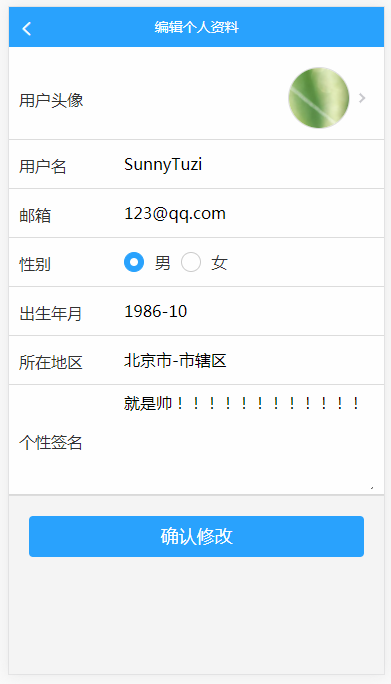 编辑个人资料
用户头像
用户名 SunnyTuzi
邮箱 123@qq.com
性别 男 女
出生年月 1986-10
所在地区 北京市-市辖区
个性签名 就是帅！！！！！！！！！！！！
确认修改